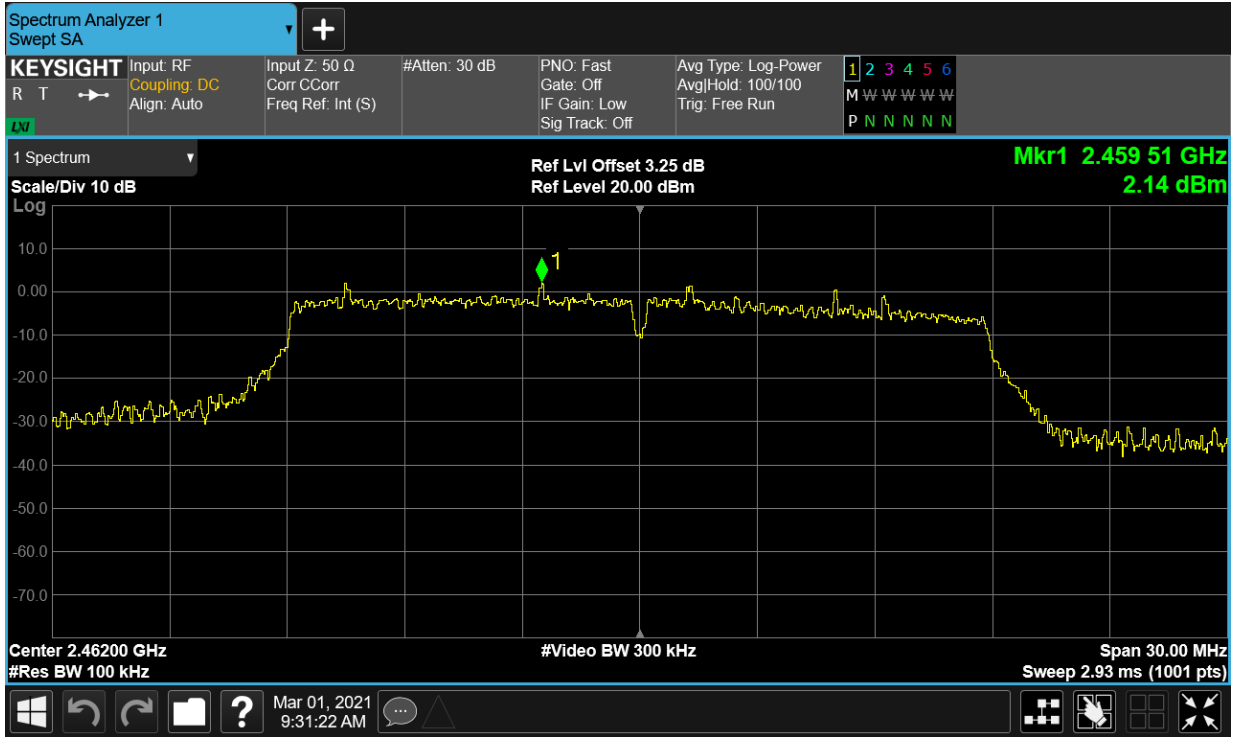 Spectrum Analyzer 1
Swept SA
KEYSIGHT
R T
LXI
Input: RF
Coupling: DC
Align: Auto
Input Z: 50 Ω
Corr CCorr
Freq Ref: Int (S)
#Atten: 30 dB
PNO: Fast
Gate: Off
IF Gain: Low
Sig Track: Off
Avg Type: Log-Power
Avg|Hold: 100/100
Trig: Free Run
1 2 3 4 5 6
M W W W W W
P N N N N N
1 Spectrum
Scale/Div 10 dB
Ref Lvl Offset 3.25 dB
Ref Level 20.00 dBm
Mkr1 2.459 51 GHz
2.14 dBm
Log
10.0
0.00
-10.0
-20.0
-30.0
-40.0
-50.0
-60.0
-70.0
1
Center 2.46200 GHz
#Res BW 100 kHz
#Video BW 300 kHz
Span 30.00 MHz
Sweep 2.93 ms (1001 pts)
?
Mar 01, 2021
9:31:22 AM